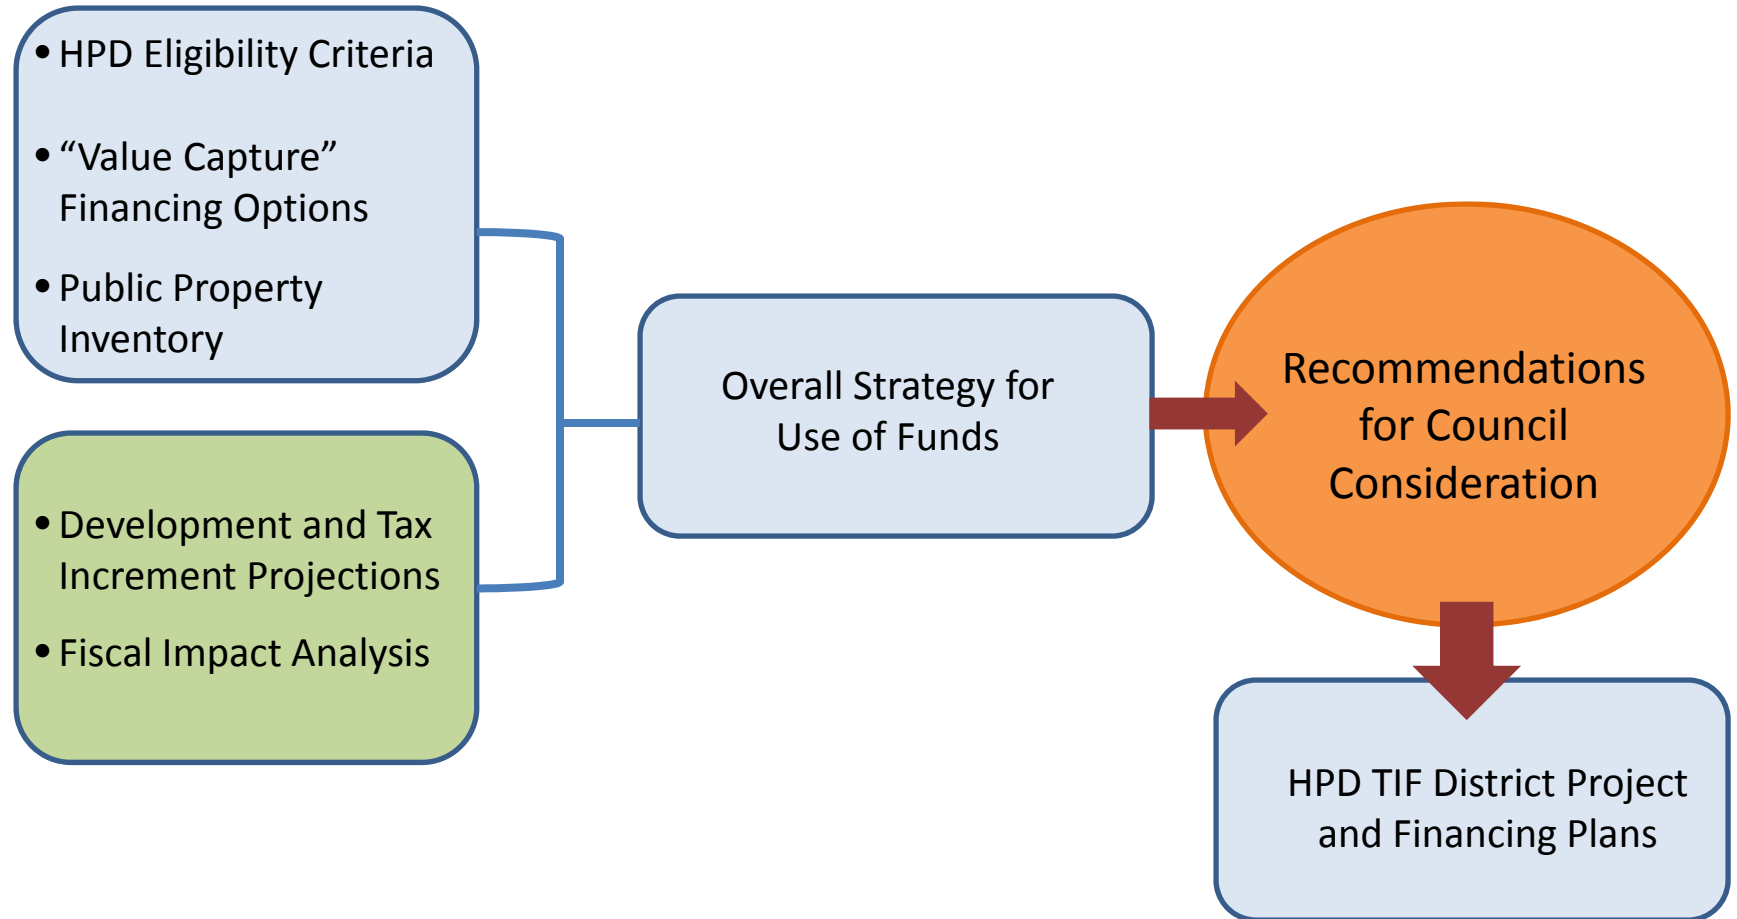 • HPD Eligibility Criteria
• “Value Capture”
Financing Options
• Public Property
Inventory
• Development and Tax
Increment Projections
• Fiscal Impact Analysis
Overall Strategy for
Use of Funds
Recommendations
for Council
Consideration
HPD TIF District Project
and Financing Plans